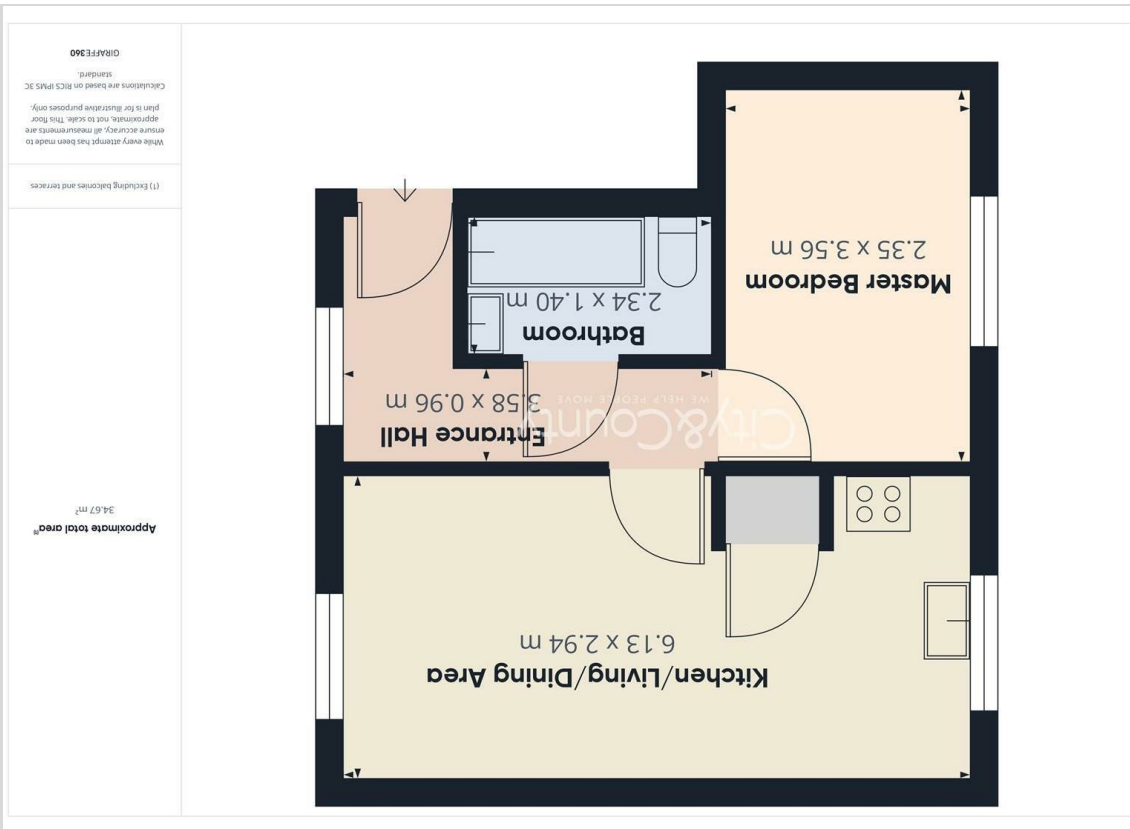 Kitchen/Living/Dining Area
6.13 x 2.94 m
Entrance Hall
3.58 x 0.96 m
City&County
WE HELP PEOPLE MOVE
Bathroom
2.34 x 1.40 m
Master Bedroom
2.35 x 3.56 m
Approximate total area⁽¹⁾
34.67 m²
(1) Excluding balconies and terraces
While every attempt has been made to
ensure accuracy, all measurements are
approximate, not to scale. This floor
plan is for illustrative purposes only.
Calculations are based on RICS IPMS 3C
standard.
GIRAFFE360